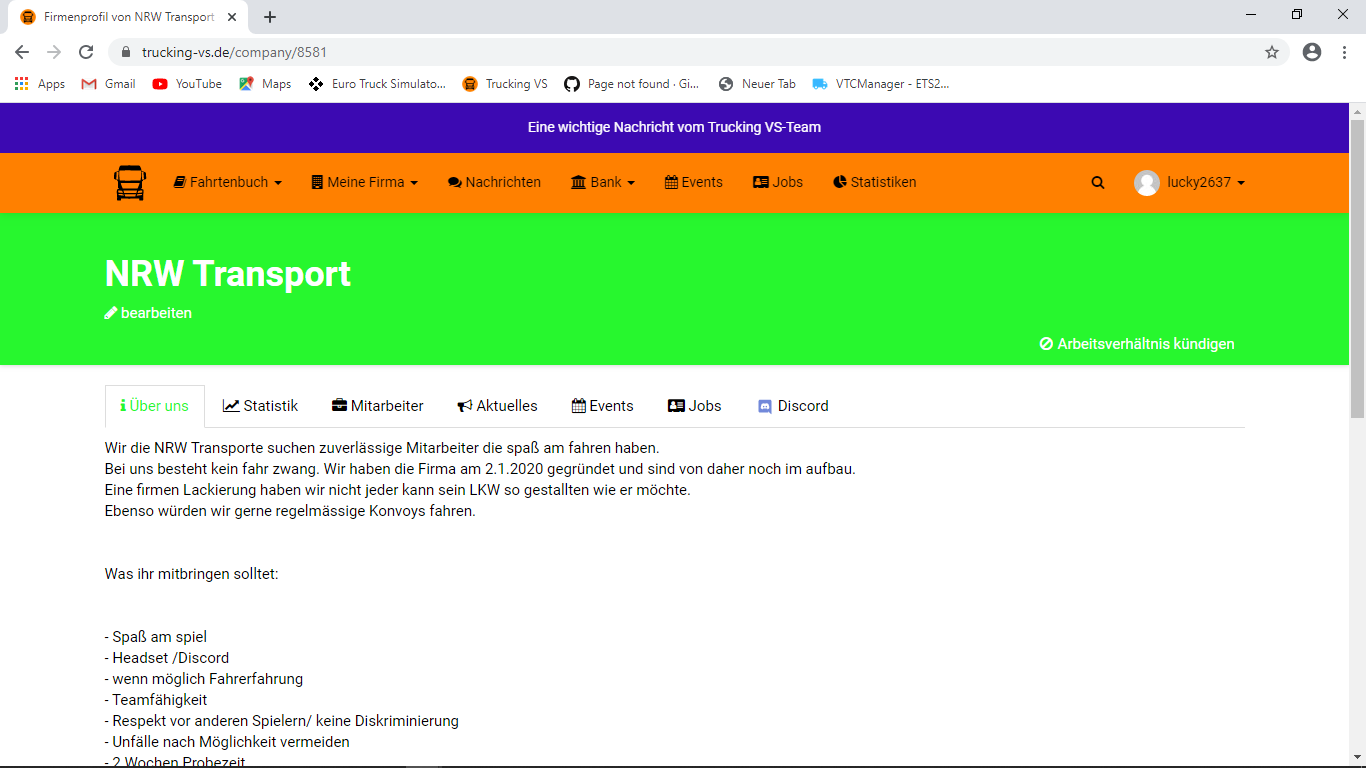 Firmenprofil von NRW Transport
trucking-vs.de/company/8581
Apps Gmail YouTube Maps Euro Truck Simulato... Trucking VS Page not found · Gi... Neuer Tab VTCManager - ETS2...
Eine wichtige Nachricht vom Trucking VS-Team
Fahrtenbuch Meine Firma Nachrichten Bank Events Jobs Statistiken lucky2637
NRW Transport
bearbeiten
Arbeitsverhältnis kündigen
Über uns Statistik Mitarbeiter Aktuelles Events Jobs Discord
Wir die NRW Transporte suchen zuverlässige Mitarbeiter die spaß am fahren haben.
Bei uns besteht kein fahr zwang. Wir haben die Firma am 2.1.2020 gegründet und sind von daher noch im aufbau.
Eine firmen Lackierung haben wir nicht jeder kann sein LKW so gestallten wie er möchte.
Ebenso würden wir gerne regelmässige Konvoys fahren.
Was ihr mitbringen solltet:
- Spaß am spiel
- Headset /Discord
- wenn möglich Fahrerfahrung
- Teamfähigkeit
- Respekt vor anderen Spielern/ keine Diskriminierung
- Unfälle nach Möglichkeit vermeiden
- 2 Wochen Probezeit